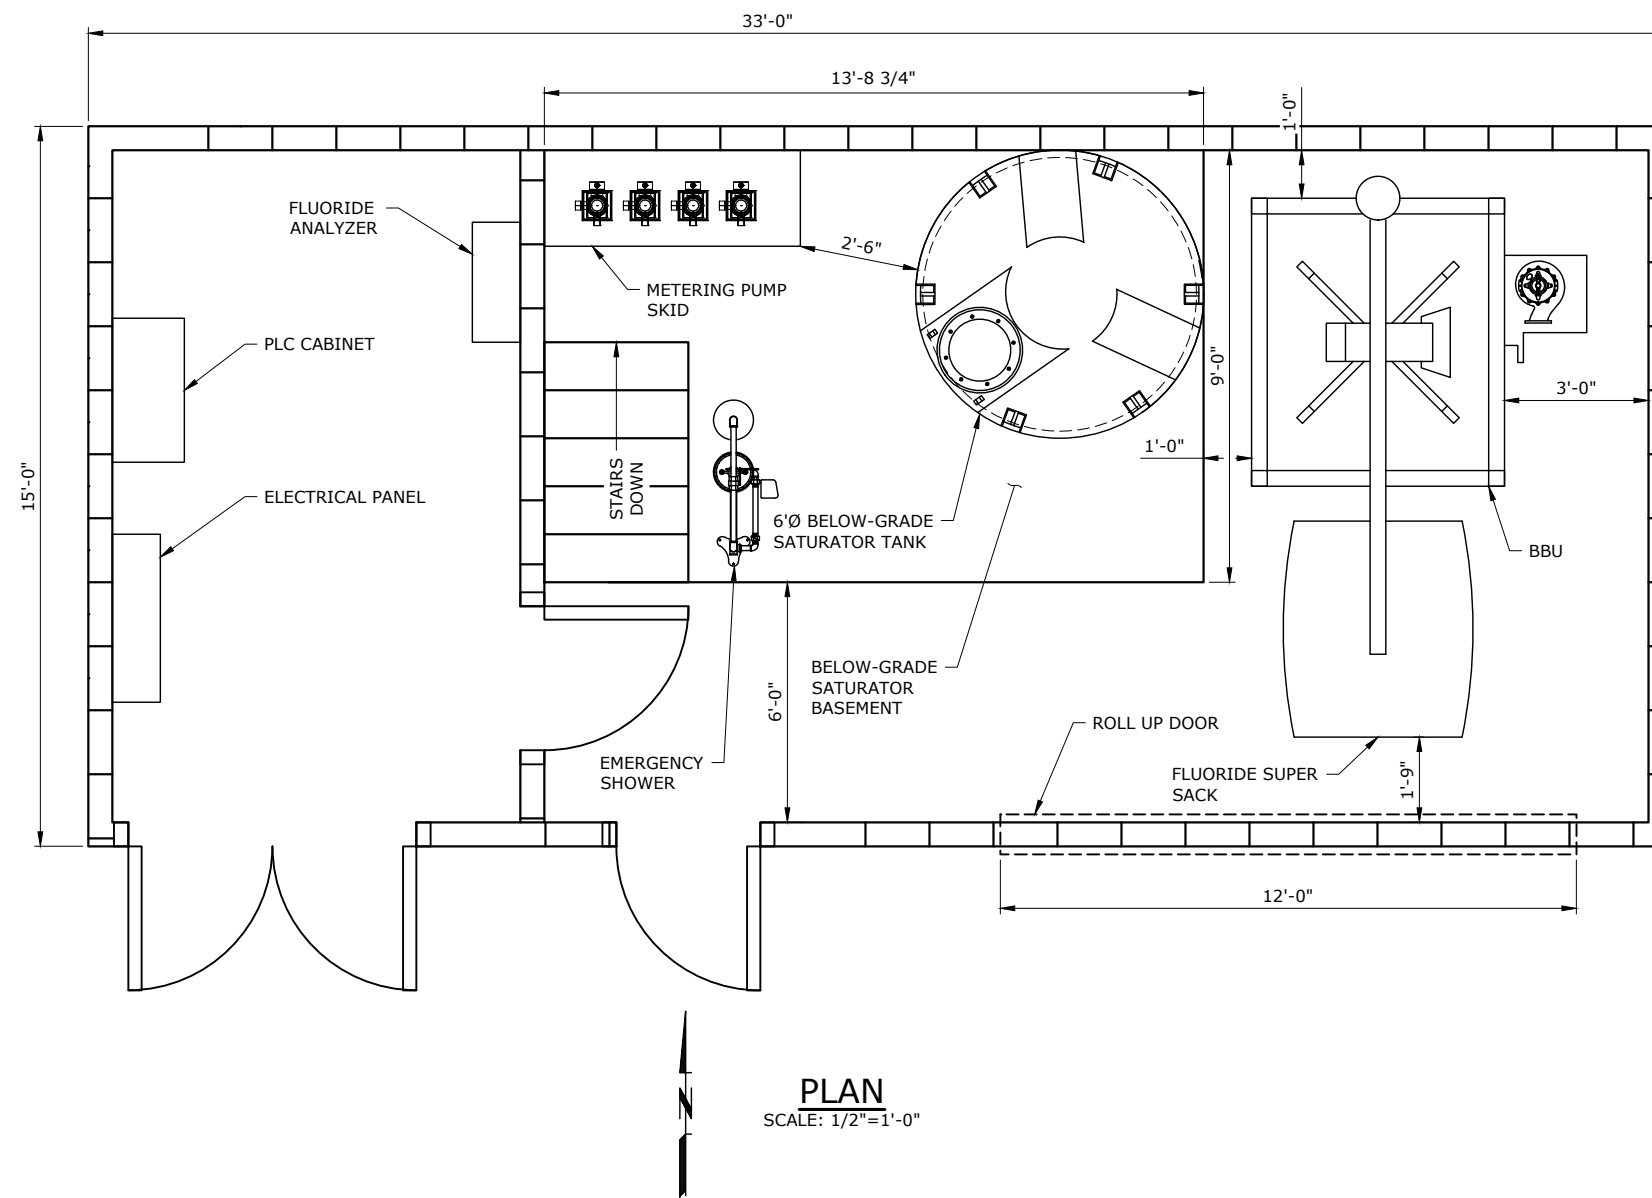 33'-0"
13'-8 3/4"
1'-0"
FLUORIDE
ANALYZER
2'-6"
METERING PUMP
SKID
PLC CABINET
9'-0"
3'-0"
1'-0"
15'-0"
STAIRS
DOWN
ELECTRICAL PANEL
6'Ø BELOW-GRADE
SATURATOR TANK
BBU
BELOW-GRADE
SATURATOR
BASEMENT
6'-0"
ROLL UP DOOR
EMERGENCY
SHOWER
FLUORIDE SUPER
SACK
1'-9"
12'-0"
N
PLAN
SCALE: 1/2"=1'-0"